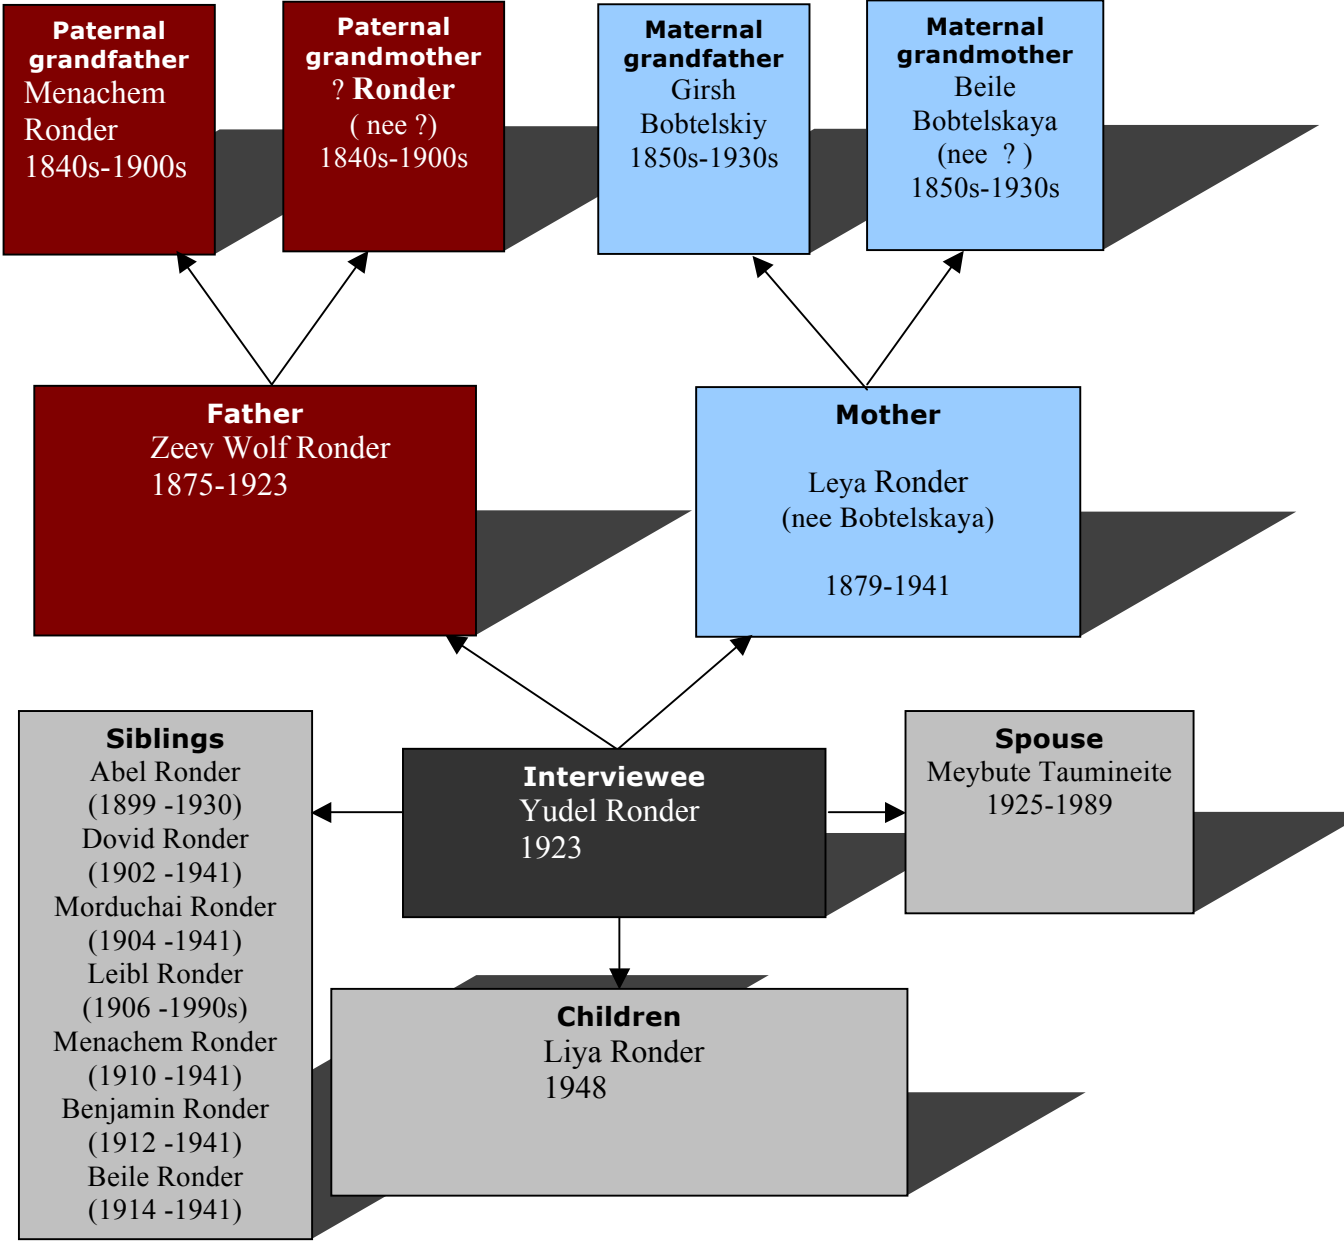 Paternal
grandfather
Menachem
Ronder
1840s-1900s
Paternal
grandmother
? Ronder
( nee ?)
1840s-1900s
Maternal
grandfather
Girsh
Bobtelskiy
1850s-1930s
Maternal
grandmother
Beile
Bobtelskaya
(nee ? )
1850s-1930s
Father
Zeev Wolf Ronder
1875-1923
Mother
Leya Ronder
(nee Bobtelskaya)
1879-1941
Siblings
Abel Ronder
(1899 -1930)
Dovid Ronder
(1902 -1941)
Morduchai Ronder
(1904 -1941)
Leibl Ronder
(1906 -1990s)
Menachem Ronder
(1910 -1941)
Benjamin Ronder
(1912 -1941)
Beile Ronder
(1914 -1941)
Interviewee
Yudel Ronder
1923
Spouse
Meybute Taumineite
1925-1989
Children
Liya Ronder
1948